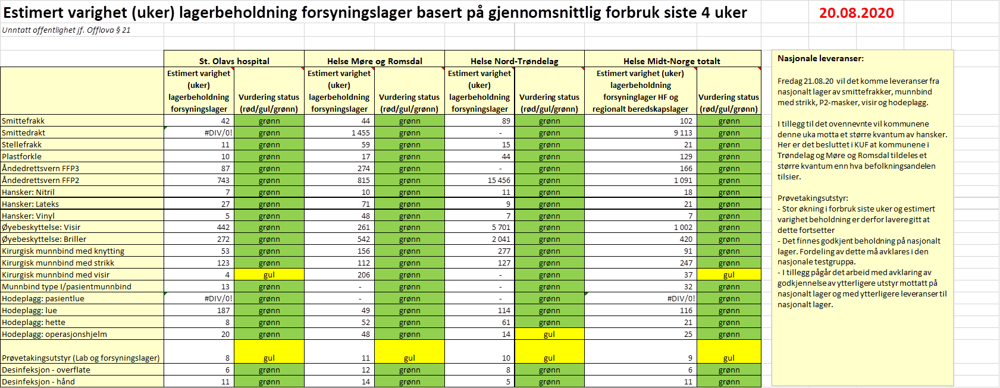 Estimert varighet (uker) lagerbeholdning forsyningslager basert på gjennomsnittlig forbruk siste 4 uker 20.08.2020
Unntatt offentlighet jf. Offlova § 21
St. Olavs hospital Helse Møre og Romsdal Helse Nord-Trøndelag Helse Midt-Norge totalt
Estimert varighet (uker) lagerbeholdning forsyningslager Vurdering status (rød/gul/grønn) Estimert varighet (uker) lagerbeholdning forsyningslager Vurdering status (rød/gul/grønn) Estimert varighet (uker) lagerbeholdning forsyningslager Vurdering status (rød/gul/grønn) Estimert varighet (uker) lagerbeholdning forsyninglager HF og regionalt beredskapslager Vurdering status (rød/gul/grønn)
Smittefrakk 42 grønn 44 grønn 89 grønn 102 grønn
Smittedrakt #DIV/0! grønn 1 455 grønn - grønn 9 113 grønn
Stellefrakk 11 grønn 59 grønn 15 grønn 21 grønn
Plastforkle 10 grønn 17 grønn 44 grønn 129 grønn
Åndedrettsvern FFP3 87 grønn 274 grønn - grønn 166 grønn
Åndedrettsvern FFP2 743 grønn 815 grønn 15 456 grønn 1 091 grønn
Hansker: Nitril 7 grønn 10 grønn 11 grønn 18 grønn
Hansker: Lateks 27 grønn 71 grønn 9 grønn 21 grønn
Hansker: Vinyl 5 grønn 48 grønn 7 grønn 7 grønn
Øyebeskyttelse: Visir 442 grønn 261 grønn 5 701 grønn 1 002 grønn
Øyebeskyttelse: Briller 272 grønn 542 grønn 2 041 grønn 420 grønn
Kirurgisk munnbind med knytting 53 grønn 156 grønn 277 grønn 91 grønn
Kirurgisk munnbind med strikk 123 grønn 112 grønn 127 grønn 247 grønn
Kirurgisk munnbind med visir 4 gul 206 grønn - grønn 37 gul
Munnbind type I/pasientmunnbind 13 grønn - grønn - grønn 32 grønn
Hodeplagg: pasientlue #DIV/0! grønn - grønn - grønn #DIV/0! grønn
Hodeplagg: lue 187 grønn 49 grønn 114 grønn 116 grønn
Hodeplagg: hette 8 grønn 52 grønn 61 grønn 21 grønn
Hodeplagg: operasjonshjelm 20 grønn 48 grønn 14 gul 25 grønn
Prøvetakingsutstyr (Lab og forsyningslager) 8 gul 11 gul 10 gul 9 gul
Desinfeksjon - overflate 6 grønn 12 grønn 8 grønn 6 grønn
Desinfeksjon - hånd 11 grønn 14 grønn 5 grønn 11 grønn
Nasjonale leveranser:
Fredag 21.08.20 vil det komme leveranser fra
nasjonalt lager av smittefrakker, munnbind
med strikk, P2-masker, visir og hodeplagg.
I tillegg til det ovennevnte vil kommunene
denne uka motta et større kvantum av hansker.
Her er det besluttet i KUF at kommunene i
Trøndelag og Møre og Romsdal tildeles et
større kvantum enn hva befolkningsandelen
tilsier.
Prøvetakingsutstyr:
- Stor økning i forbruk siste uker og estimert
varighet beholdning er derfor lavere gitt at
dette fortsetter
- Det finnes godkjent beholdning på nasjonalt
lager. Fordeling av dette må avklares i den
nasjonale testgruppa.
- I tillegg pågår det arbeid med avklaring av
godkjennelse av ytterligere utstyr mottatt på
nasjonalt lager og med ytterligere leveranser til
nasjonalt lager.